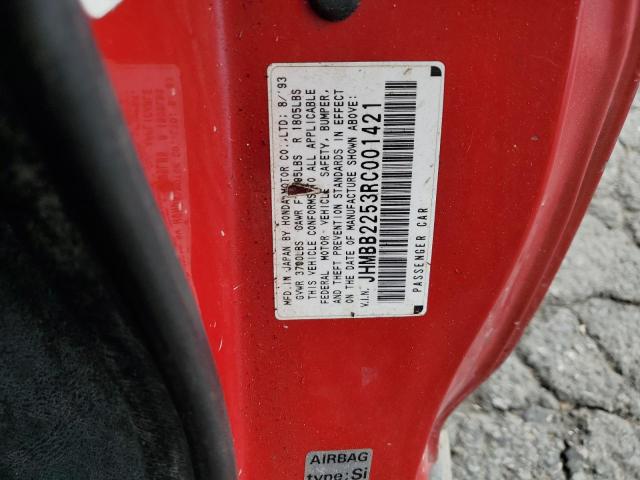 MFD.IN JAPAN BY HONDA MOTOR CO.,LTD; 8/'93
GVWR 3700LBS GAWR F 95LBS R 1805LBS
THIS VEHICLE CONFORMS TO ALL APPLICABLE
FEDERAL MOTOR-VEHICLE SAFETY, BUMPER,
AND THEFT PREVENTION STANDARDS IN EFFECT
ON THE DATE OF MANUFACTURE SHOWN ABOVE:
V.I.N. JHMBB2253RC001421
PASSENGER CAR
AIRBAG
type:Si